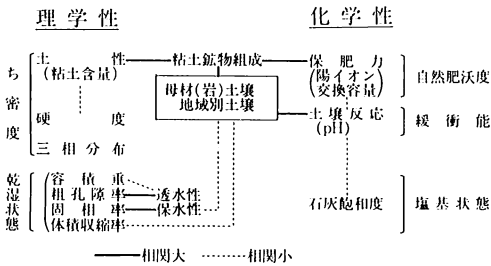 理学性
化学性
土性
(粘土含量)
粘土鉱物組成
保肥力
(陽イオン
交換容量)
自然肥沃度
ち密度
母材(岩)土壌
地域別土壌
硬度
土壌反応
(pH)
緩衝能
三相分布
乾湿状態
容積重
粗孔隙率
透水性
固相率
保水性
体積収縮率
石灰飽和度
塩基状態
相関大
相関小